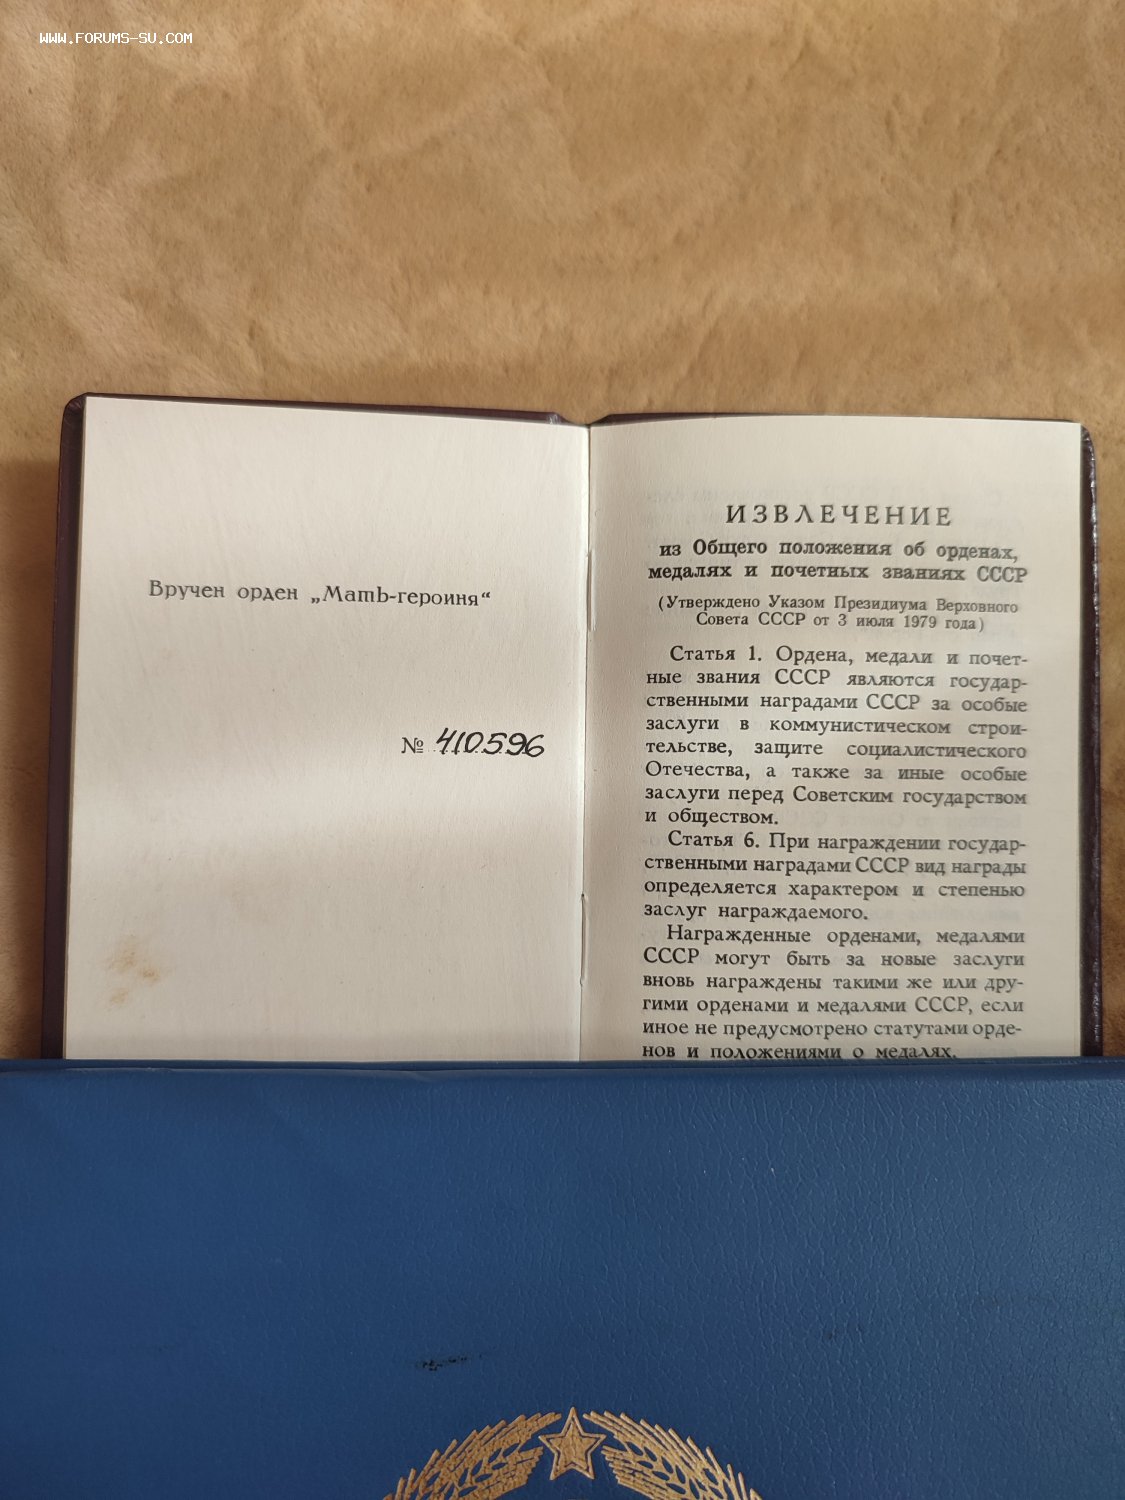 WWW.FORUMS-SU.COM
Вручен орден „Мать-героиня“
№ 410596
ИЗВЛЕЧЕНИЕ
из Общего положения об орденах,
медалях и почетных званиях СССР
(Утверждено Указом Президиума Верховного
Совета СССР от 3 июля 1979 года)
Статья 1. Ордена, медали и почет-
ные звания СССР являются государ-
ственными наградами СССР за особые
заслуги в коммунистическом строи-
тельстве, защите социалистического
Отечества, а также за иные особые
заслуги перед Советским государством
и обществом.
Статья 6. При награждении государ-
ственными наградами СССР вид награды
определяется характером и степенью
заслуг награждаемого.
Награжденные орденами, медалями
СССР могут быть за новые заслуги
вновь награждены такими же или дру-
гими орденами и медалями СССР, если
иное не предусмотрено статутами орде-
нов и положениями о медалях.